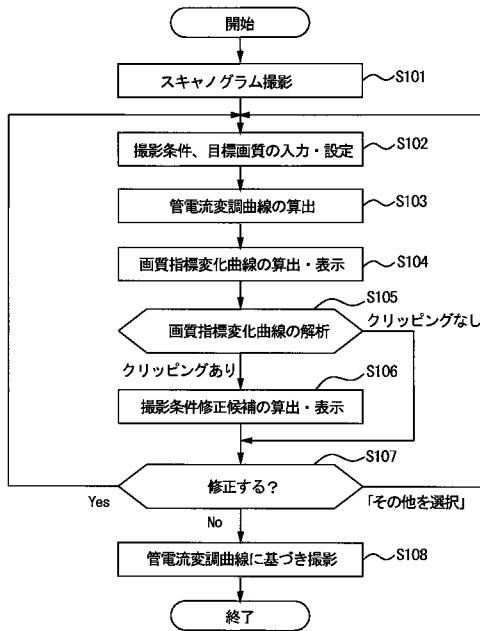 開始
スキャノグラム撮影
S101
撮影条件、目標画質の入力・設定
S102
管電流変調曲線の算出
S103
画質指標変化曲線の算出・表示
S104
S105
画質指標変化曲線の解析
クリッピングなし
クリッピングあり
S106
撮影条件修正候補の算出・表示
S107
修正する?
Yes
「その他を選択」
No
管電流変調曲線に基づき撮影
S108
終了